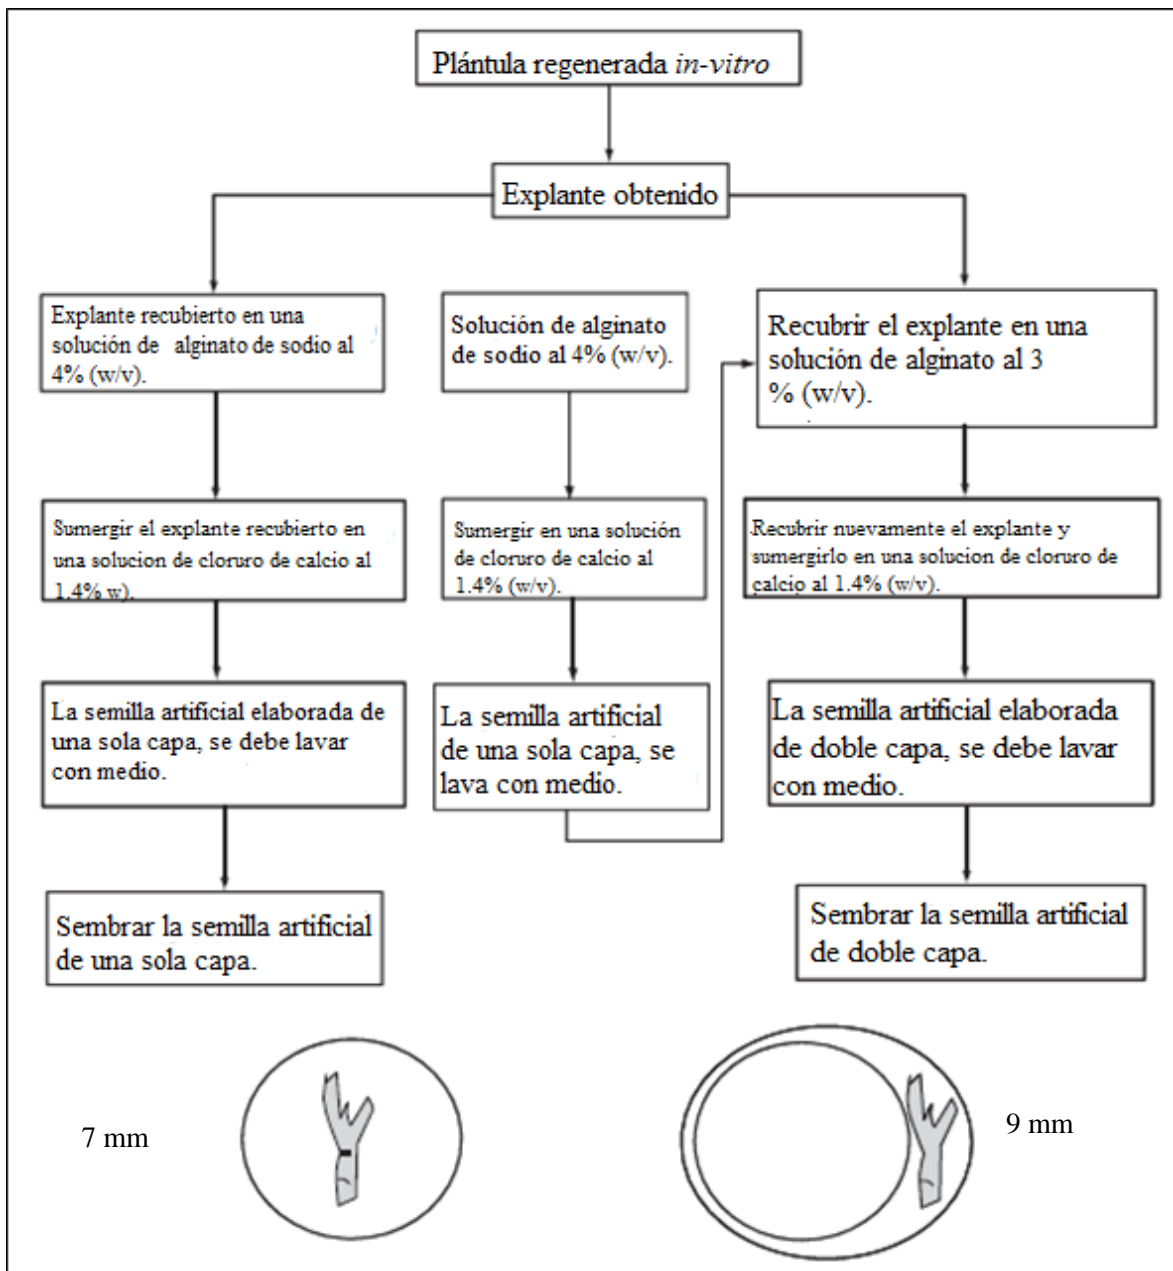 Plántula regenerada in-vitro
Explante obtenido
Explante recubierto en una
solución de alginato de sodio al
4% (w/v).
Solución de alginato
de sodio al 4% (w/v).
Recubrir el explante en una
solución de alginato al 3
% (w/v).
Sumergir el explante recubierto en
una solucion de cloruro de calcio al
1.4% w).
Sumergir en una solución
de cloruro de calcio al
1.4% (w/v).
Recubrir nuevamente el explante y
sumergirlo en una solucion de cloruro de
calcio al 1.4% (w/v).
La semilla artificial elaborada de
una sola capa, se debe lavar
con medio.
La semilla artificial
de una sola capa, se
lava con medio.
La semilla artificial elaborada
de doble capa, se debe lavar
con medio.
Sembrar la semilla artificial
de una sola capa.
Sembrar la semilla artificial
de doble capa.
7 mm
9 mm